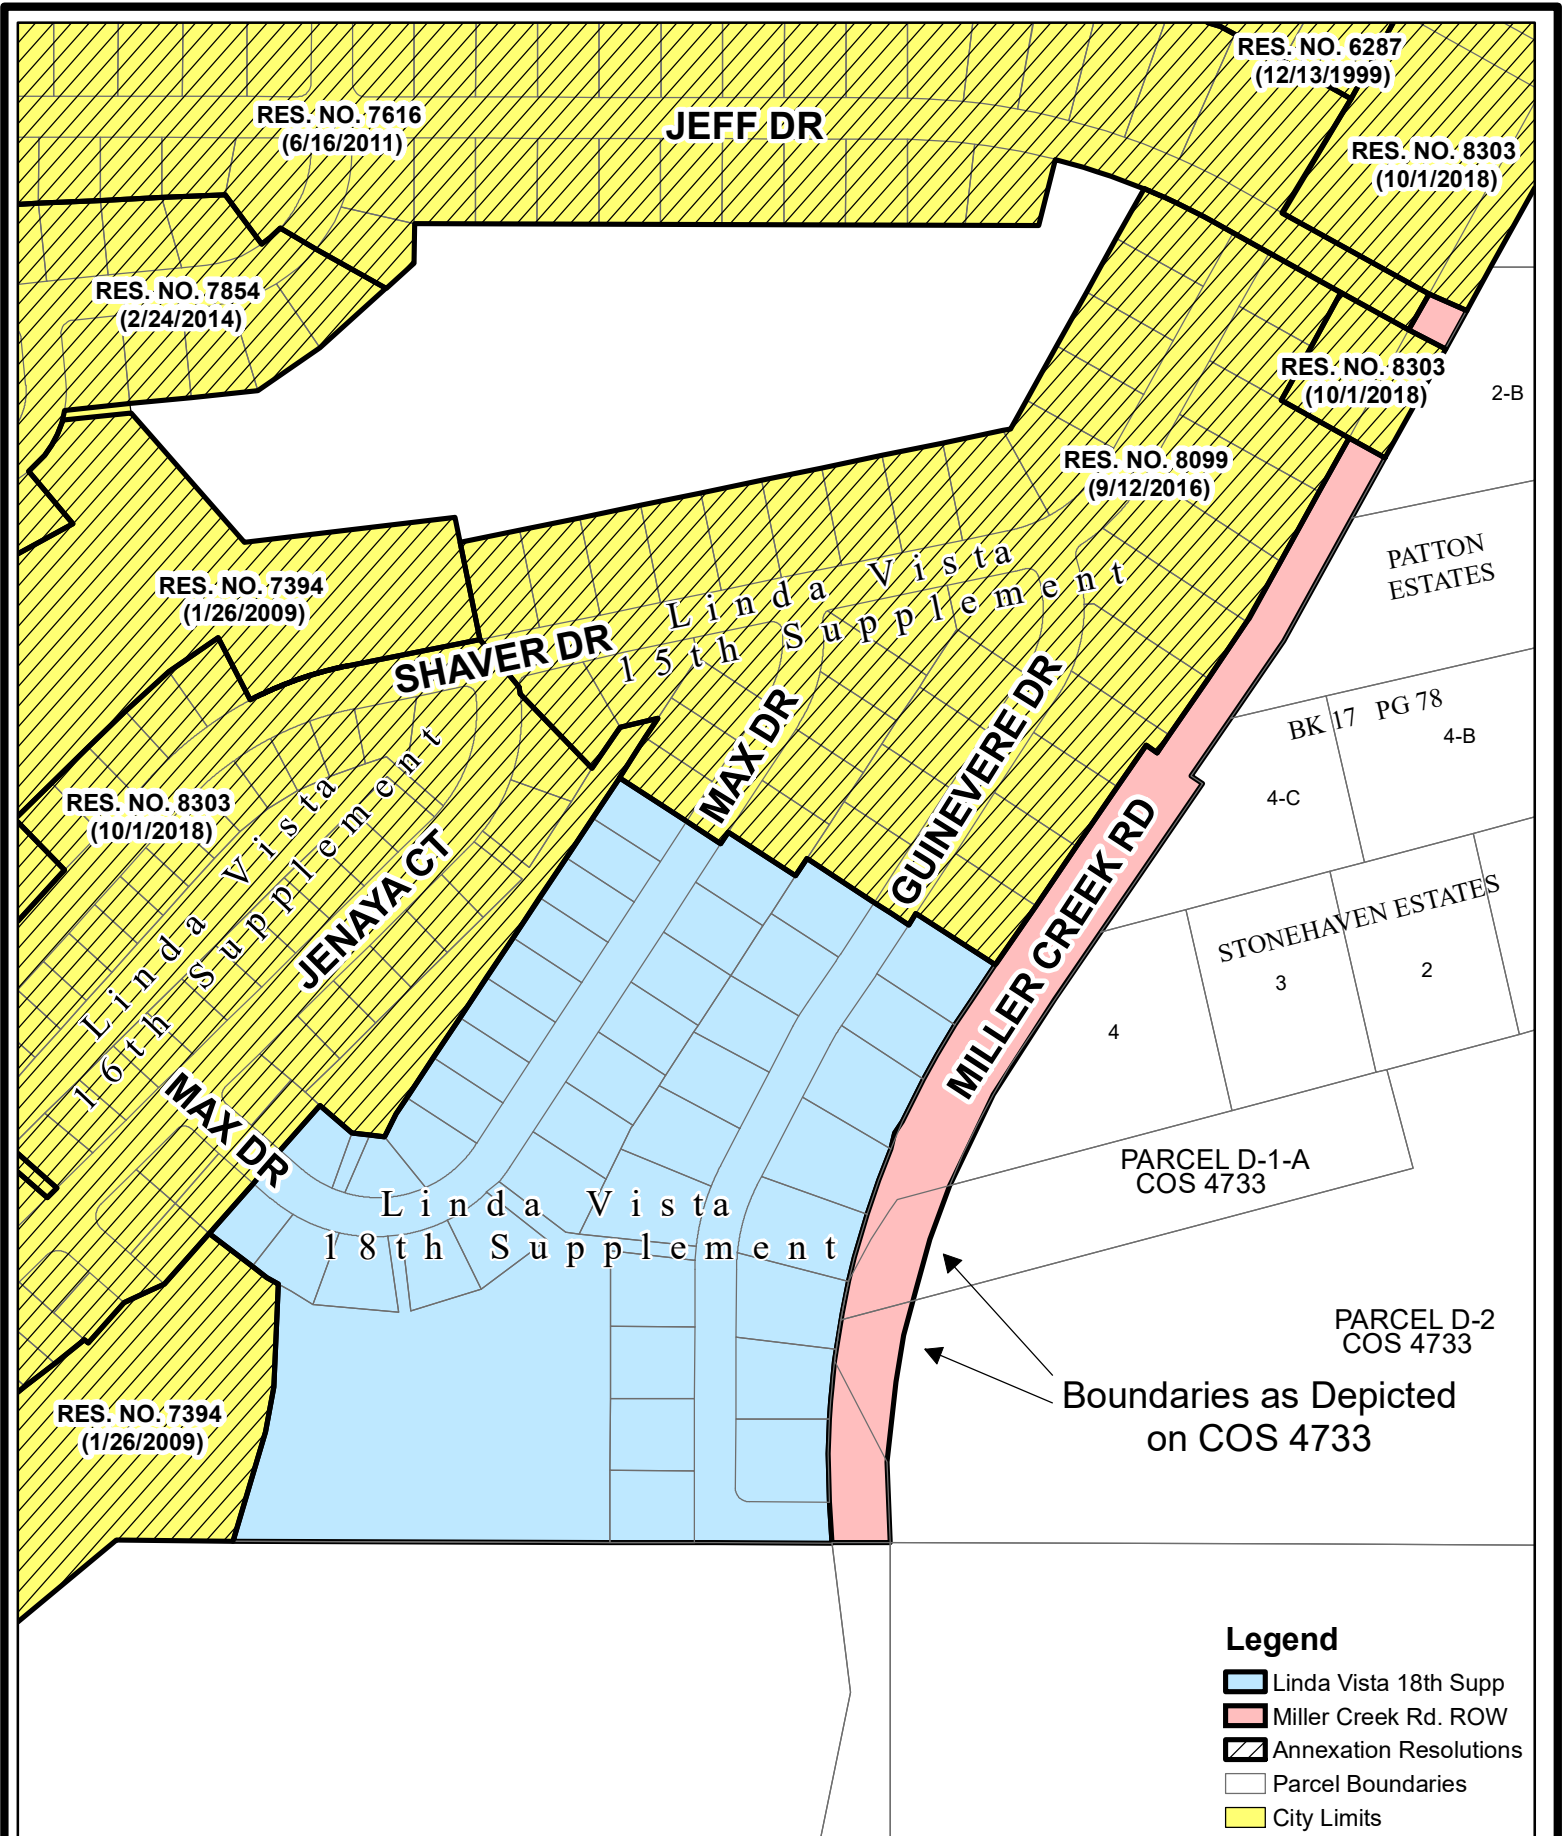 RES. NO. 6287
(12/13/1999)
RES. NO. 7616
(6/16/2011)
JEFF DR
RES. NO. 8303
(10/1/2018)
RES. NO. 7854
(2/24/2014)
RES. NO. 8303
(10/1/2018)
2-B
RES. NO. 8099
(9/12/2016)
PATTON
ESTATES
RES. NO. 7394
(1/26/2009)
Linda Vista
15th Supplement
SHAVER DR
MAX DR
GUINEVERE DR
BK 17 PG 78
4-B
4-C
RES. NO. 8303
(10/1/2018)
Linda Vista
16th Supplement
JENAYA CT
MILLER CREEK RD
STONEHAVEN ESTATES
3
2
4
MAX DR
PARCEL D-1-A
COS 4733
Linda Vista
18th Supplement
PARCEL D-2
COS 4733
Boundaries as Depicted
on COS 4733
RES. NO. 7394
(1/26/2009)
Legend
Linda Vista 18th Supp
Miller Creek Rd. ROW
Annexation Resolutions
Parcel Boundaries
City Limits